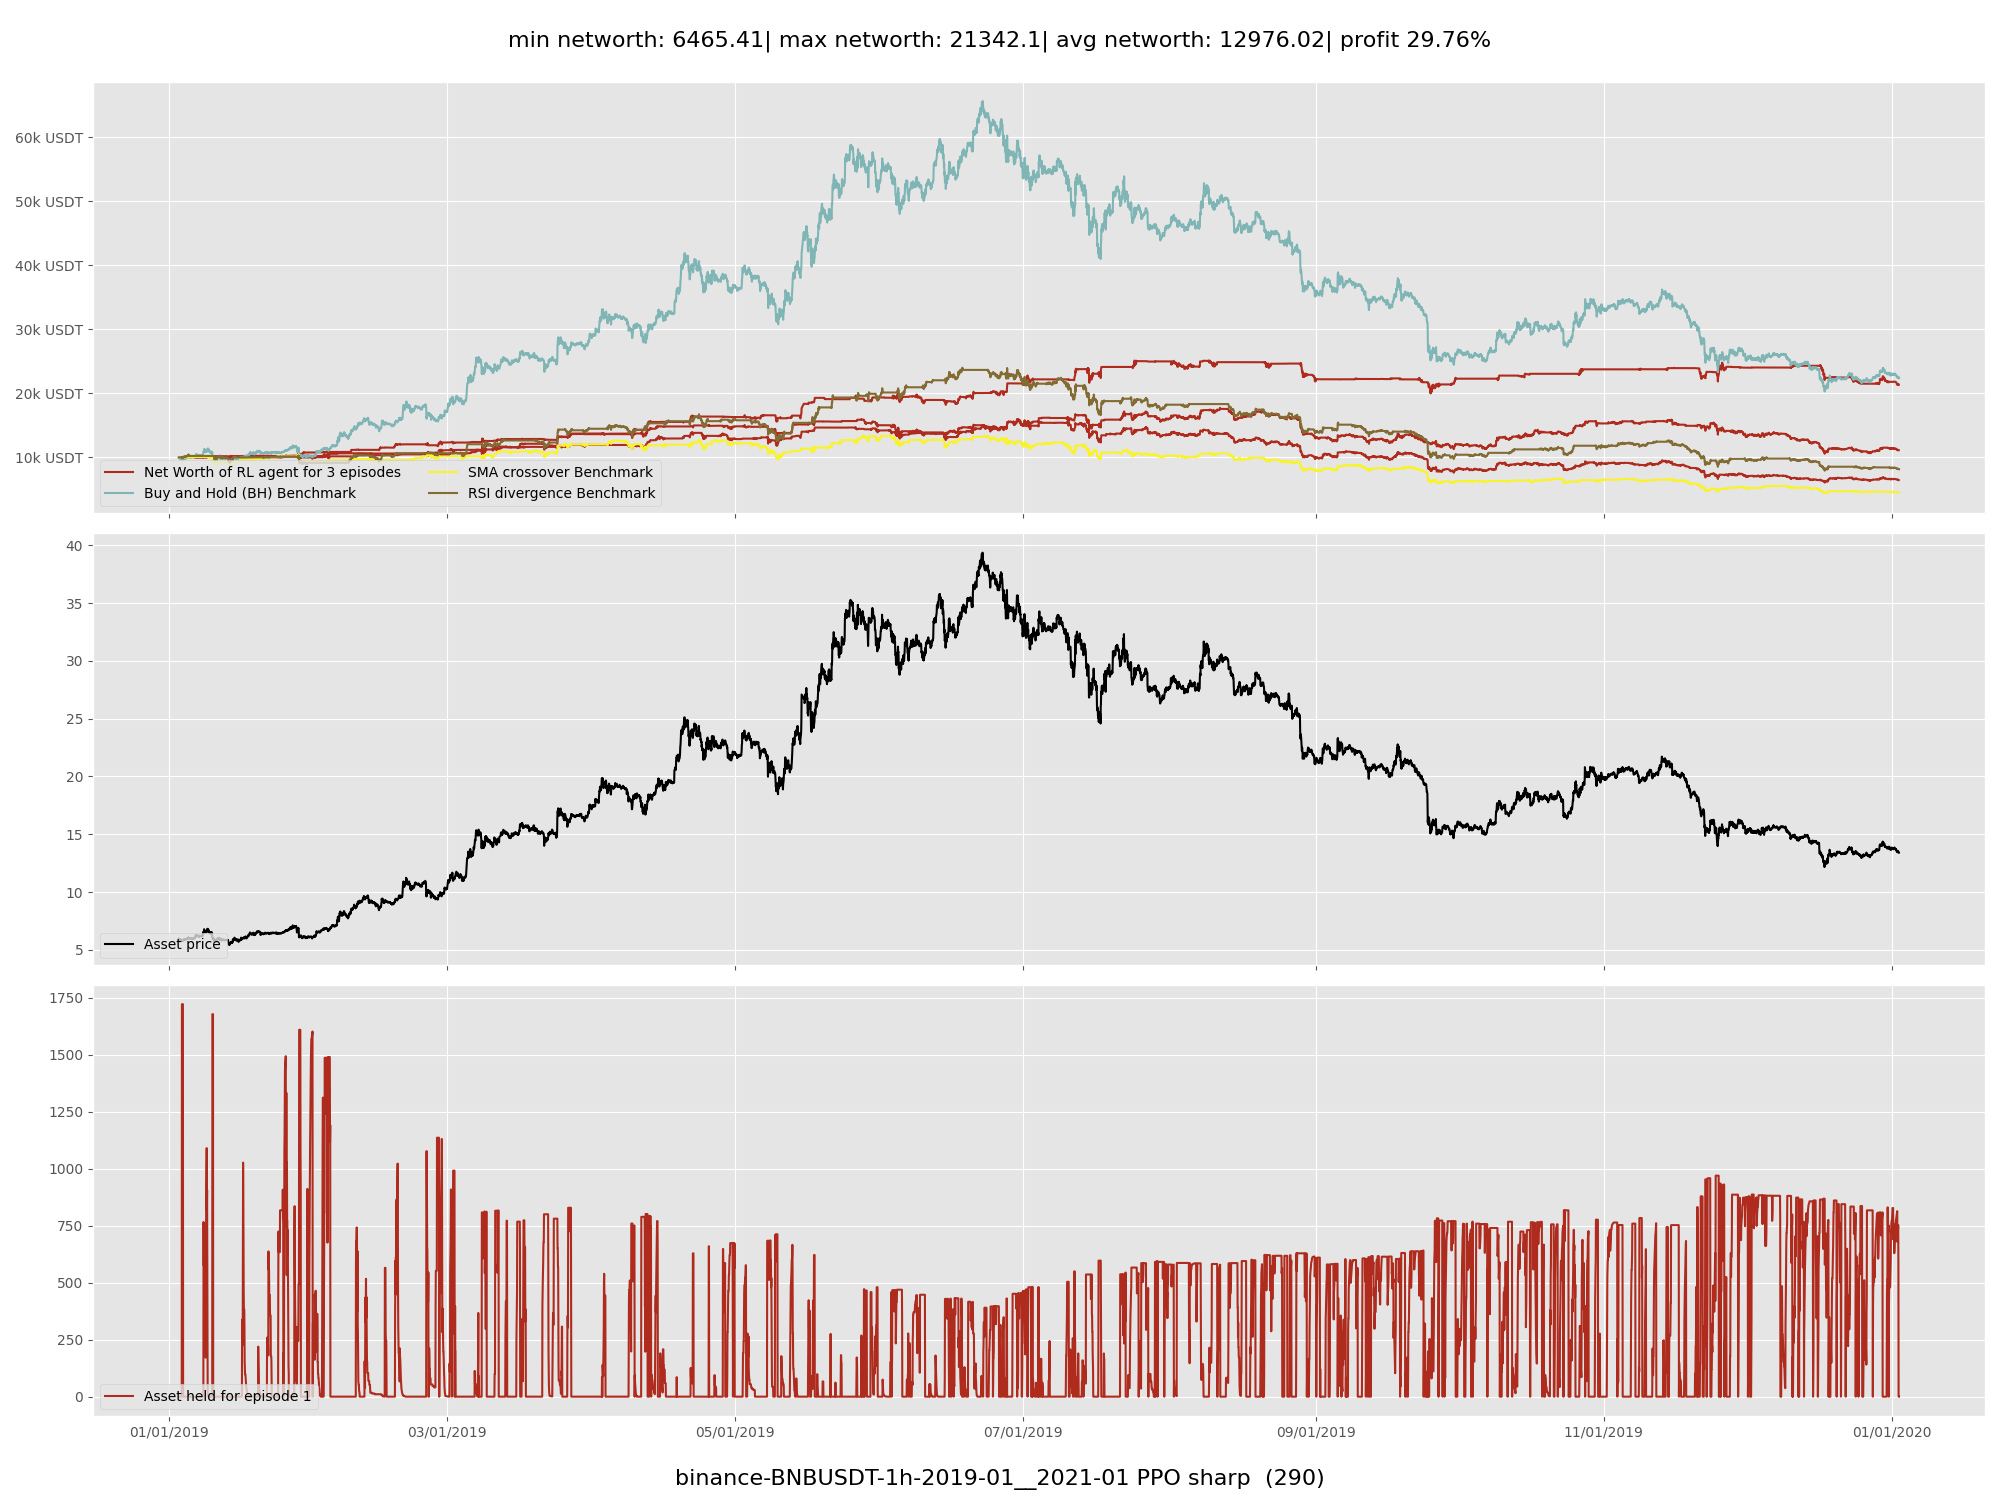 min networth: 6465.41| max networth: 21342.1| avg networth: 12976.02| profit 29.76%
60k USDT
50k USDT
40k USDT
30k USDT
20k USDT
10k USDT
Net Worth of RL agent for 3 episodes
Buy and Hold (BH) Benchmark
SMA crossover Benchmark
RSI divergence Benchmark
40
35
30
25
20
15
10
5
Asset price
1750
1500
1250
1000
750
500
250
0
Asset held for episode 1
01/01/2019 03/01/2019 05/01/2019 07/01/2019 09/01/2019 11/01/2019 01/01/2020
binance-BNBUSDT-1h-2019-01__2021-01 PPO sharp  (290)